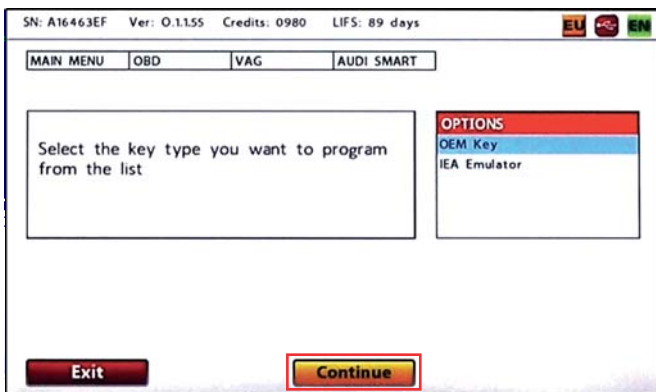 SN: A16463EF Ver: 0.1.1.55 Credits: 0980 LIFS: 89 days EU EN
MAIN MENU OBD VAG AUDI SMART
Select the key type you want to program
from the list
OPTIONS
OEM Key
IEA Emulator
Exit Continue